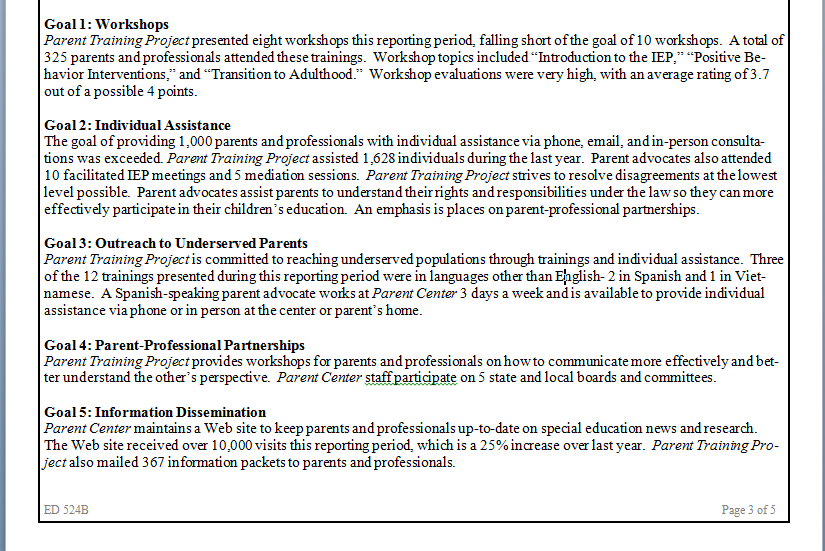 Goal 1: Workshops
Parent Training Project presented eight workshops this reporting period, falling short of the goal of 10 workshops.  A total of
325 parents and professionals attended these trainings.  Workshop topics included “Introduction to the IEP,” “Positive Be-
havior Interventions,” and “Transition to Adulthood.”  Workshop evaluations were very high, with an average rating of 3.7
out of a possible 4 points.
Goal 2: Individual Assistance
The goal of providing 1,000 parents and professionals with individual assistance via phone, email, and in-person consulta-
tions was exceeded. Parent Training Project assisted 1,628 individuals during the last year.  Parent advocates also attended
10 facilitated IEP meetings and 5 mediation sessions.  Parent Training Project strives to resolve disagreements at the lowest
level possible.  Parent advocates assist parents to understand their rights and responsibilities under the law so they can more
effectively participate in their children’s education.  An emphasis is places on parent-professional partnerships.
Goal 3: Outreach to Underserved Parents
Parent Training Project is committed to reaching underserved populations through trainings and individual assistance.  Three
of the 12 trainings presented during this reporting period were in languages other than English- 2 in Spanish and 1 in Viet-
namese.  A Spanish-speaking parent advocate works at Parent Center 3 days a week and is available to provide individual
assistance via phone or in person at the center or parent’s home.
Goal 4: Parent-Professional Partnerships
Parent Training Project provides workshops for parents and professionals on how to communicate more effectively and bet-
ter understand the other’s perspective.  Parent Center staff participate on 5 state and local boards and committees.
Goal 5: Information Dissemination
Parent Center maintains a Web site to keep parents and professionals up-to-date on special education news and research.
The Web site received over 10,000 visits this reporting period, which is a 25% increase over last year.  Parent Training Pro-
ject also mailed 367 information packets to parents and professionals.
ED 524B
Page 3 of 5